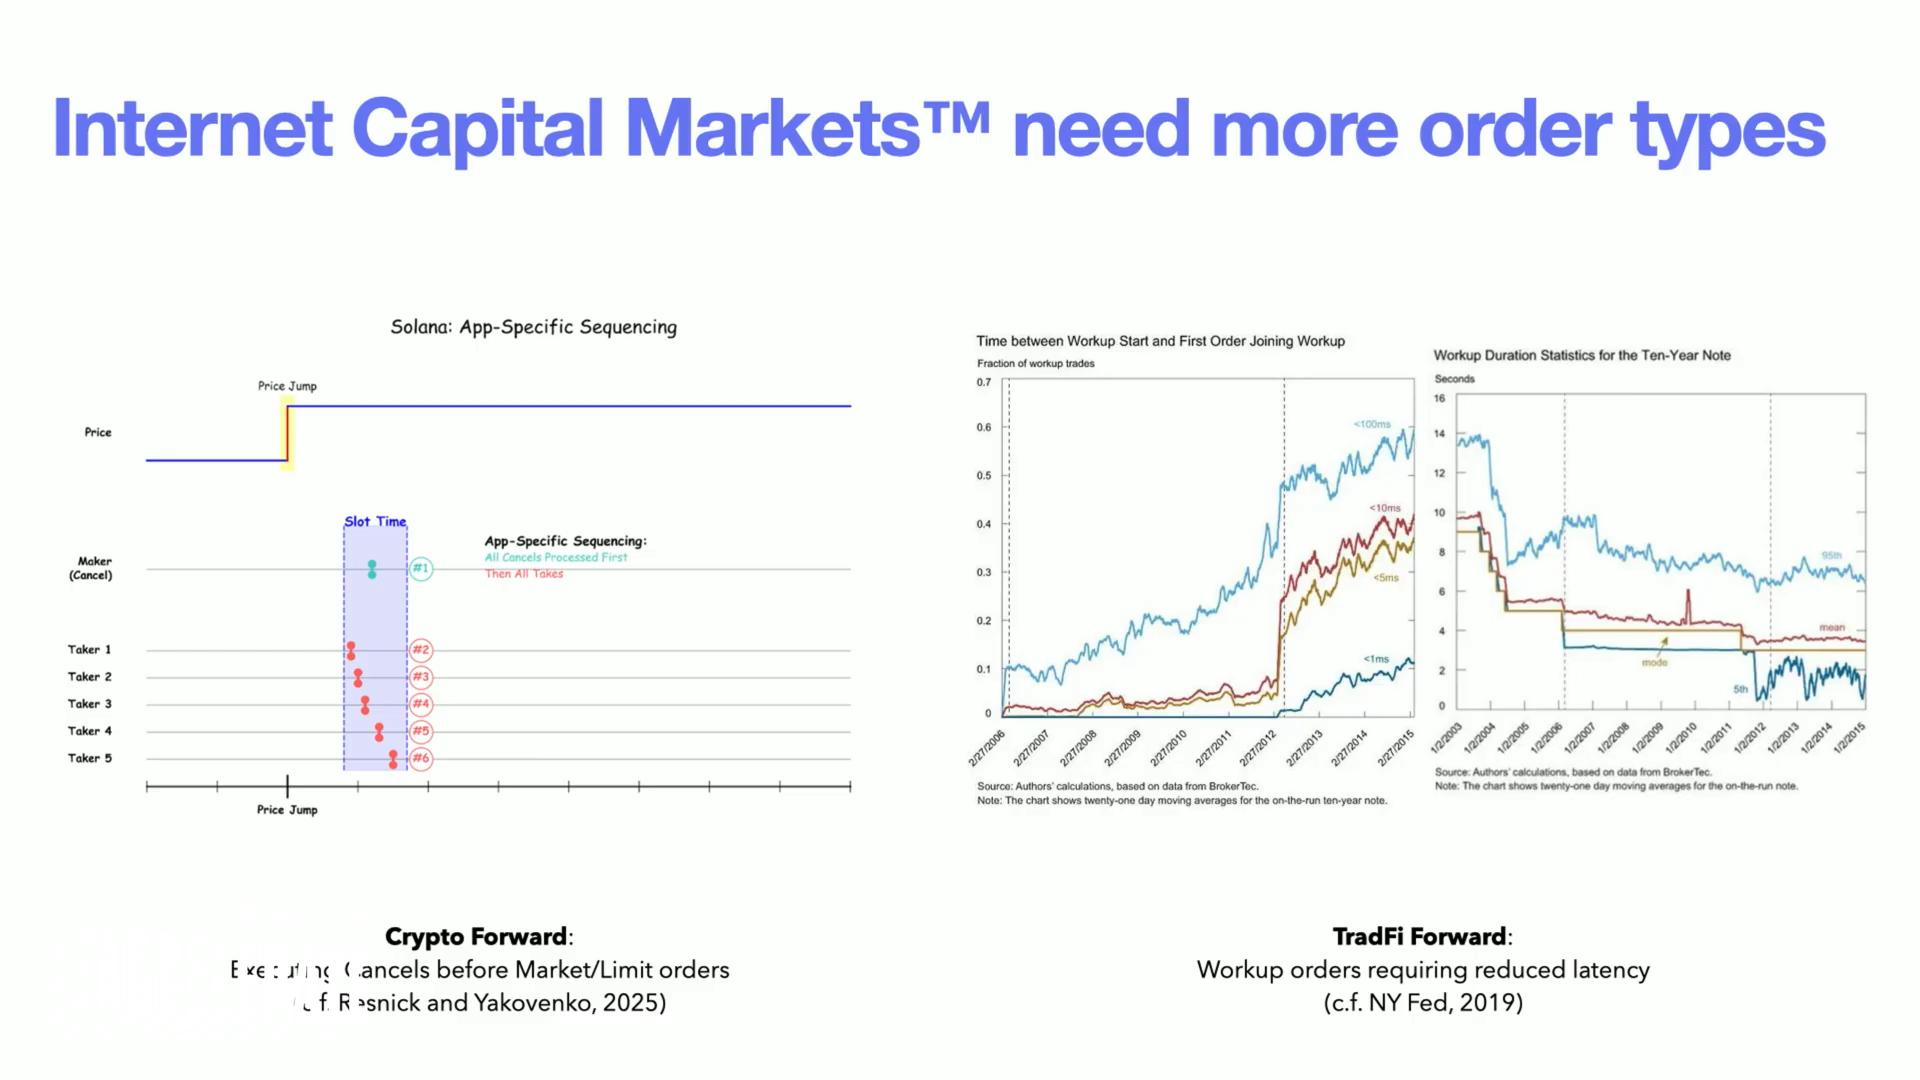 Internet Capital Markets™ need more order types
Solana: App-Specific Sequencing
Price Jump
Price
Slot Time
App-Specific Sequencing:
All Cancels Processed First
Then All Takes
Maker
(Cancel)
#1
Taker 1
#2
Taker 2
#3
Taker 3
#4
Taker 4
#5
Taker 5
#6
Price Jump
Time between Workup Start and First Order Joining Workup
Fraction of workup trades
0.7
0.6
0.5
0.4
0.3
0.2
0.1
0
<100ms
<10ms
<5ms
<1ms
2/27/2006
2/27/2007
2/27/2008
2/27/2009
2/27/2010
2/27/2011
2/27/2012
2/27/2013
2/27/2014
2/27/2015
Source: Authors' calculations, based on data from BrokerTec.
Note: The chart shows twenty-one day moving averages for the on-the-run ten-year note.
Workup Duration Statistics for the Ten-Year Note
Seconds
16
14
12
10
8
6
4
2
0
95th
mean
mode
5th
1/2/2003
1/2/2004
1/2/2005
1/2/2006
1/2/2007
1/2/2008
1/2/2009
1/2/2010
1/2/2011
1/2/2012
1/2/2013
1/2/2014
1/2/2015
Source: Authors' calculations, based on data from BrokerTec.
Note: The chart shows twenty-one day moving averages for the on-the-run note.
Crypto Forward:
Executing Cancels before Market/Limit orders
(c.f. Resnick and Yakovenko, 2025)
TradFi Forward:
Workup orders requiring reduced latency
(c.f. NY Fed, 2019)